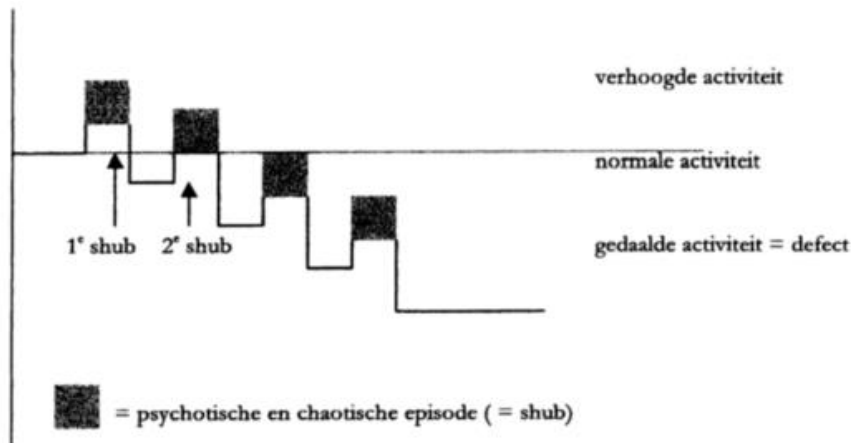 verhoogde activiteit
normale activiteit
1ᵉ shub
2ᵉ shub
gedaalde activiteit = defect
= psychotische en chaotische episode ( = shub)